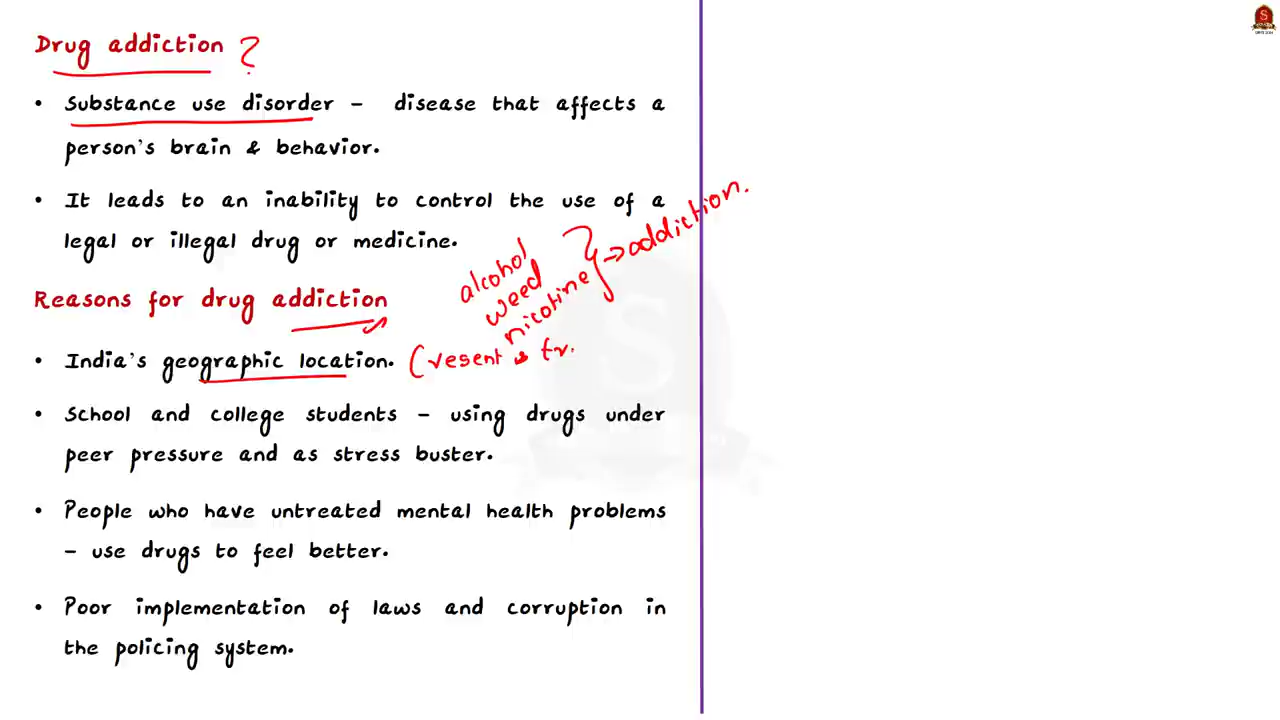 Drug addiction ?
• Substance use disorder – disease that affects a
person's brain & behavior.
• It leads to an inability to control the use of a
legal or illegal drug or medicine.
alcohol
weed
nicotine
} → addiction.
Reasons for drug addiction
• India's geographic location. (resent & tr.
• School and college students – using drugs under
peer pressure and as stress buster.
• People who have untreated mental health problems
– use drugs to feel better.
• Poor implementation of laws and corruption in
the policing system.